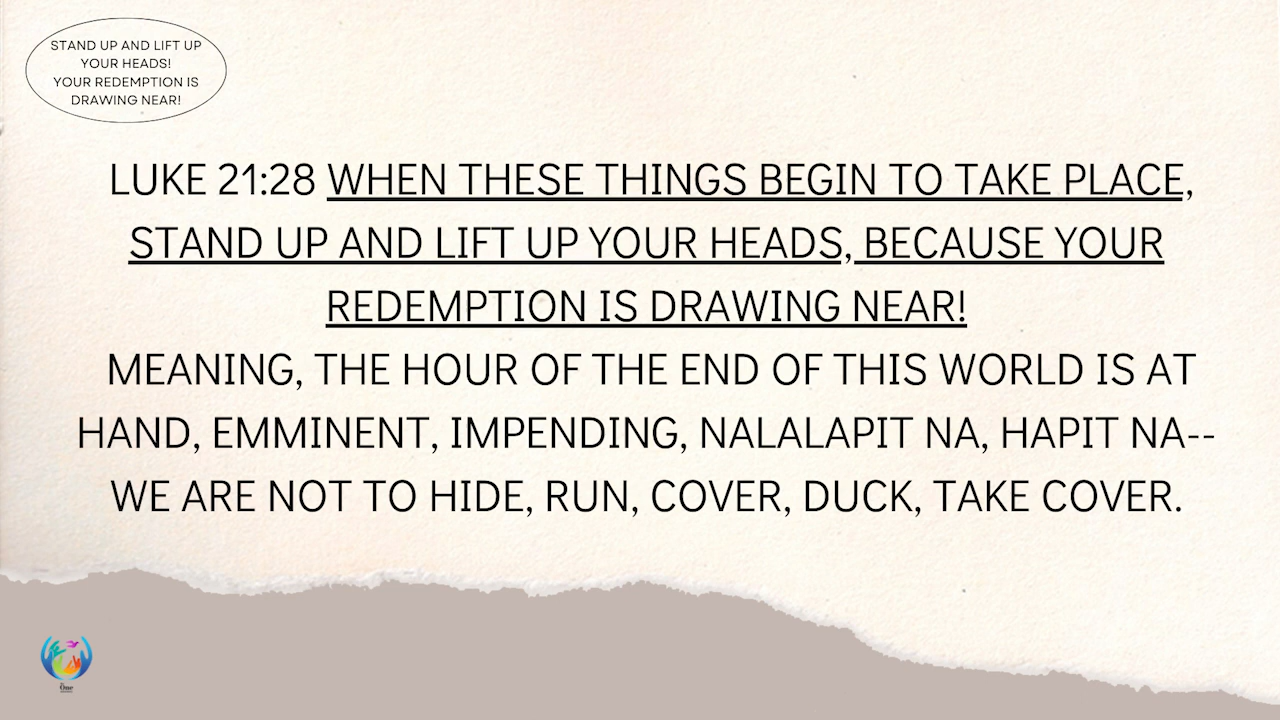 STAND UP AND LIFT UP
YOUR HEADS!
YOUR REDEMPTION IS
DRAWING NEAR!
LUKE 21:28 WHEN THESE THINGS BEGIN TO TAKE PLACE,
STAND UP AND LIFT UP YOUR HEADS, BECAUSE YOUR
REDEMPTION IS DRAWING NEAR!
MEANING, THE HOUR OF THE END OF THIS WORLD IS AT
HAND, EMMINENT, IMPENDING, NALALAPIT NA, HAPIT NA--
WE ARE NOT TO HIDE, RUN, COVER, DUCK, TAKE COVER.
One